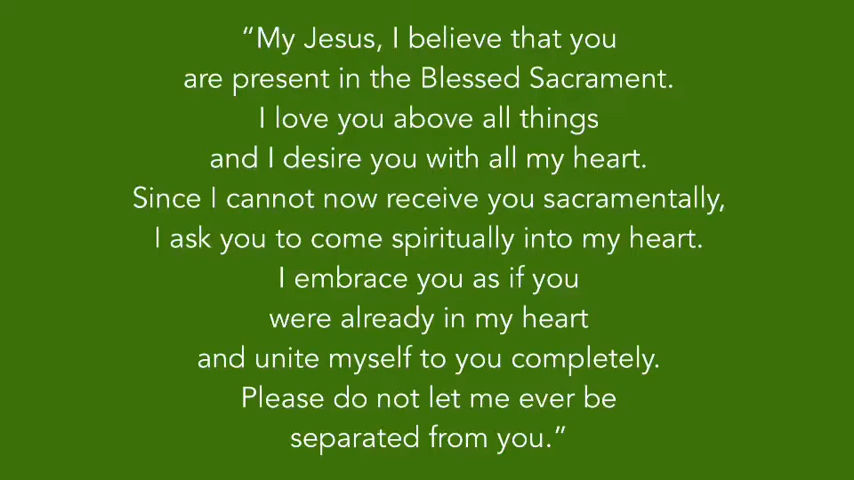 “My Jesus, I believe that you
are present in the Blessed Sacrament.
I love you above all things
and I desire you with all my heart.
Since I cannot now receive you sacramentally,
I ask you to come spiritually into my heart.
I embrace you as if you
were already in my heart
and unite myself to you completely.
Please do not let me ever be
separated from you.”